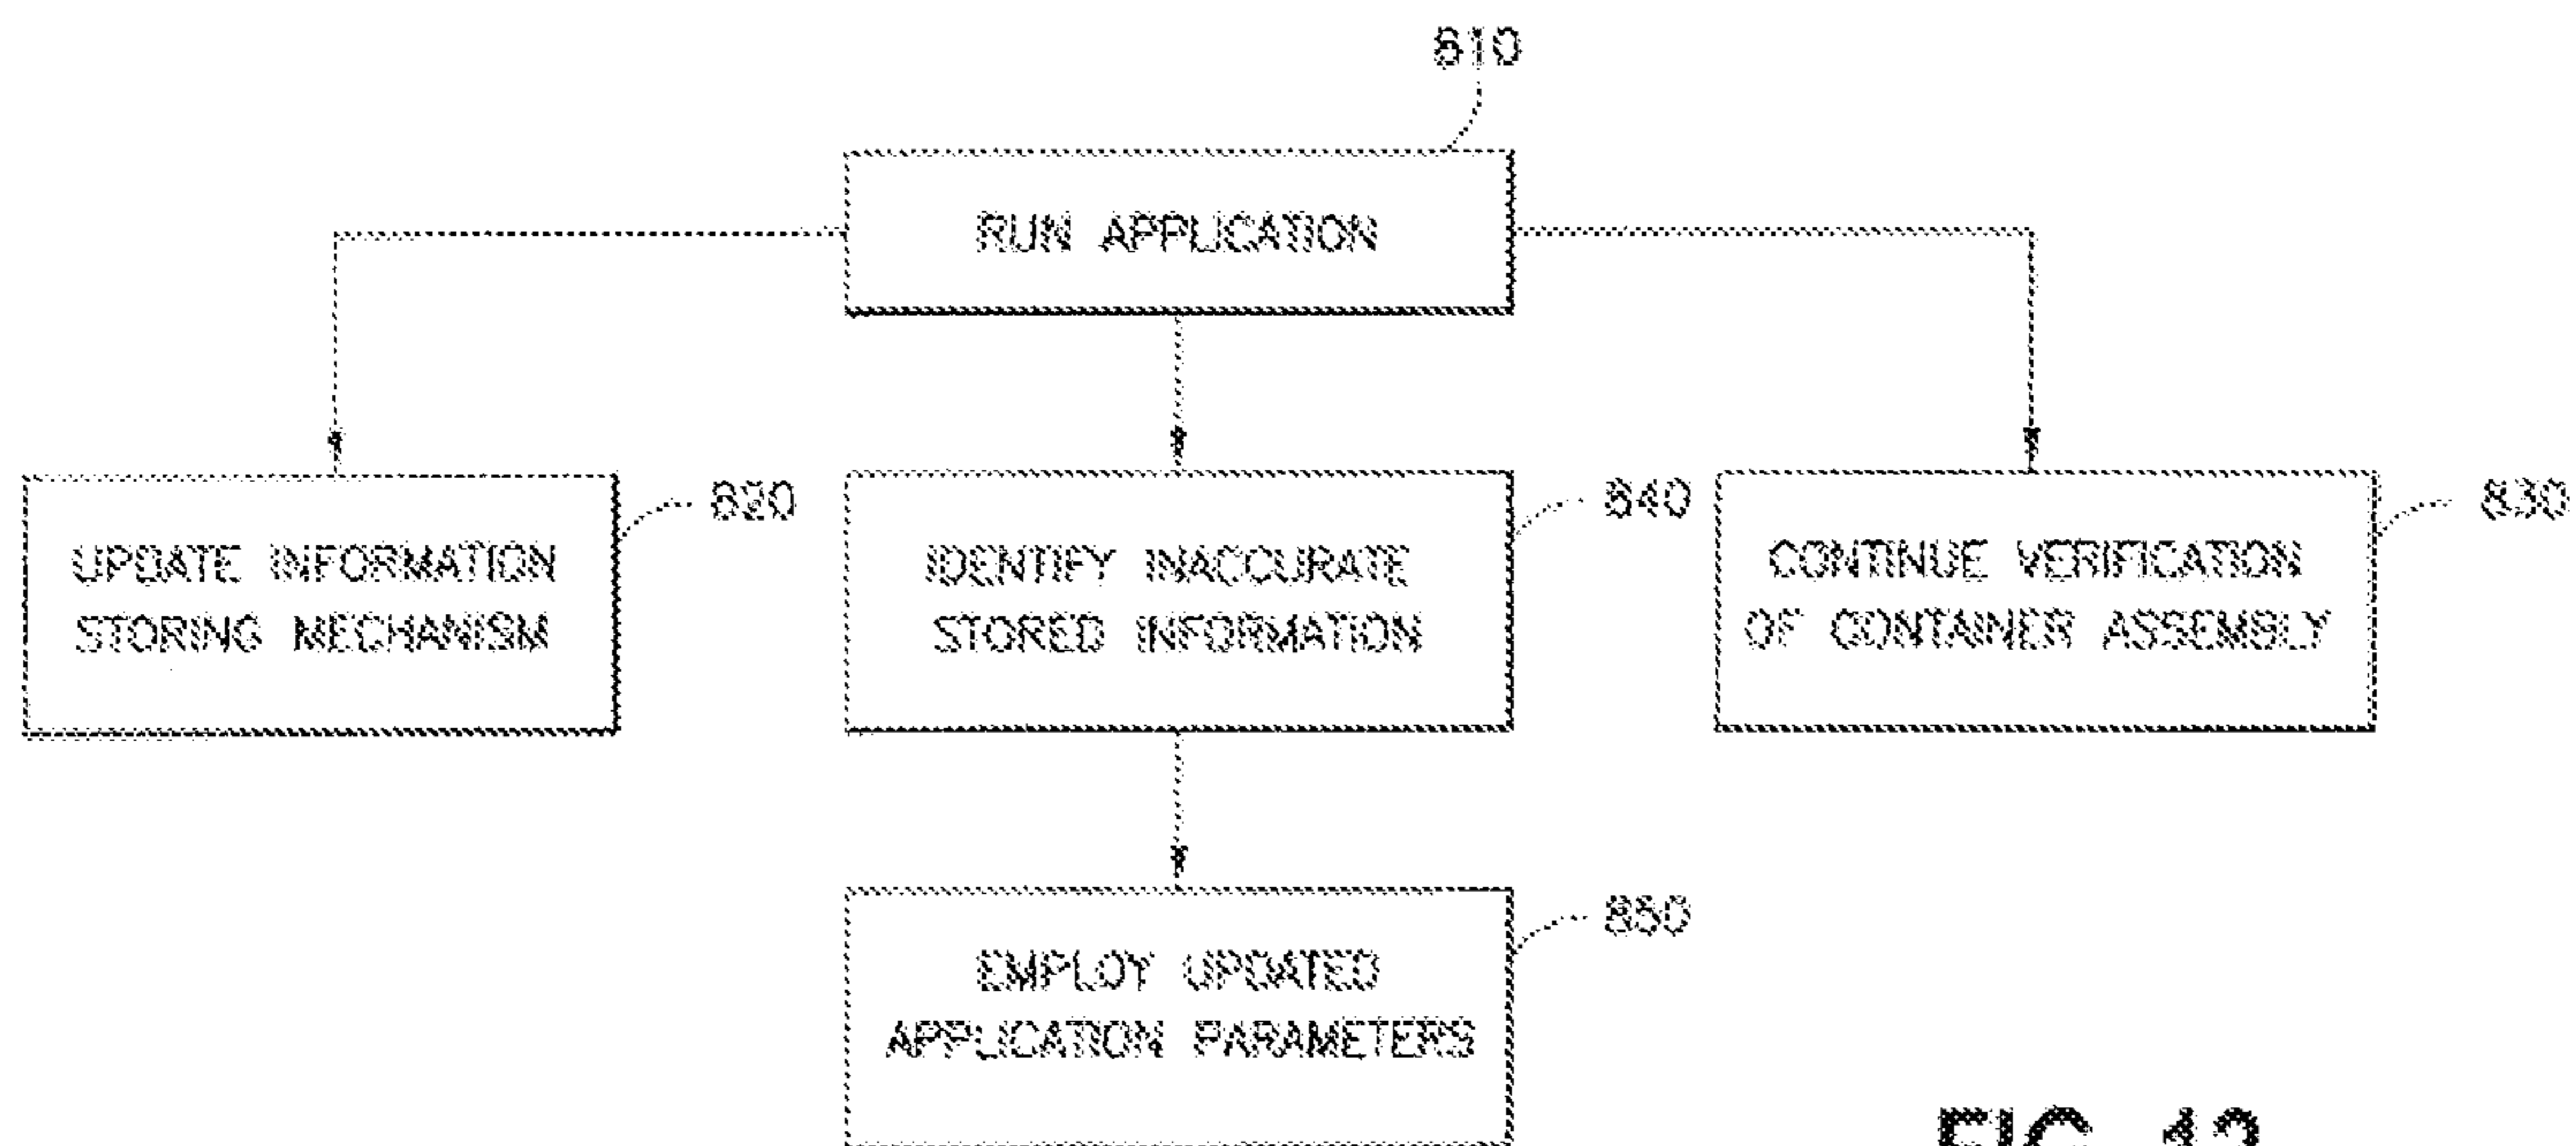 810
RUN APPLICATION
820
840
830
UPDATE INFORMATION
STORING MECHANISM
IDENTIFY INACCURATE
STORED INFORMATION
CONTINUE VERIFICATION
OF CONTAINER ASSEMBLY
850
EMPLOY UPDATED
APPLICATION PARAMETERS
FIG.